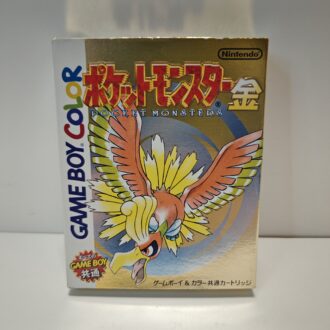 Nintendo
GAME BOY COLOR
ポケットモンスター金
POCKET MONSTERS
GAME BOY
共通
ゲームボーイ&カラー共通カートリッジ